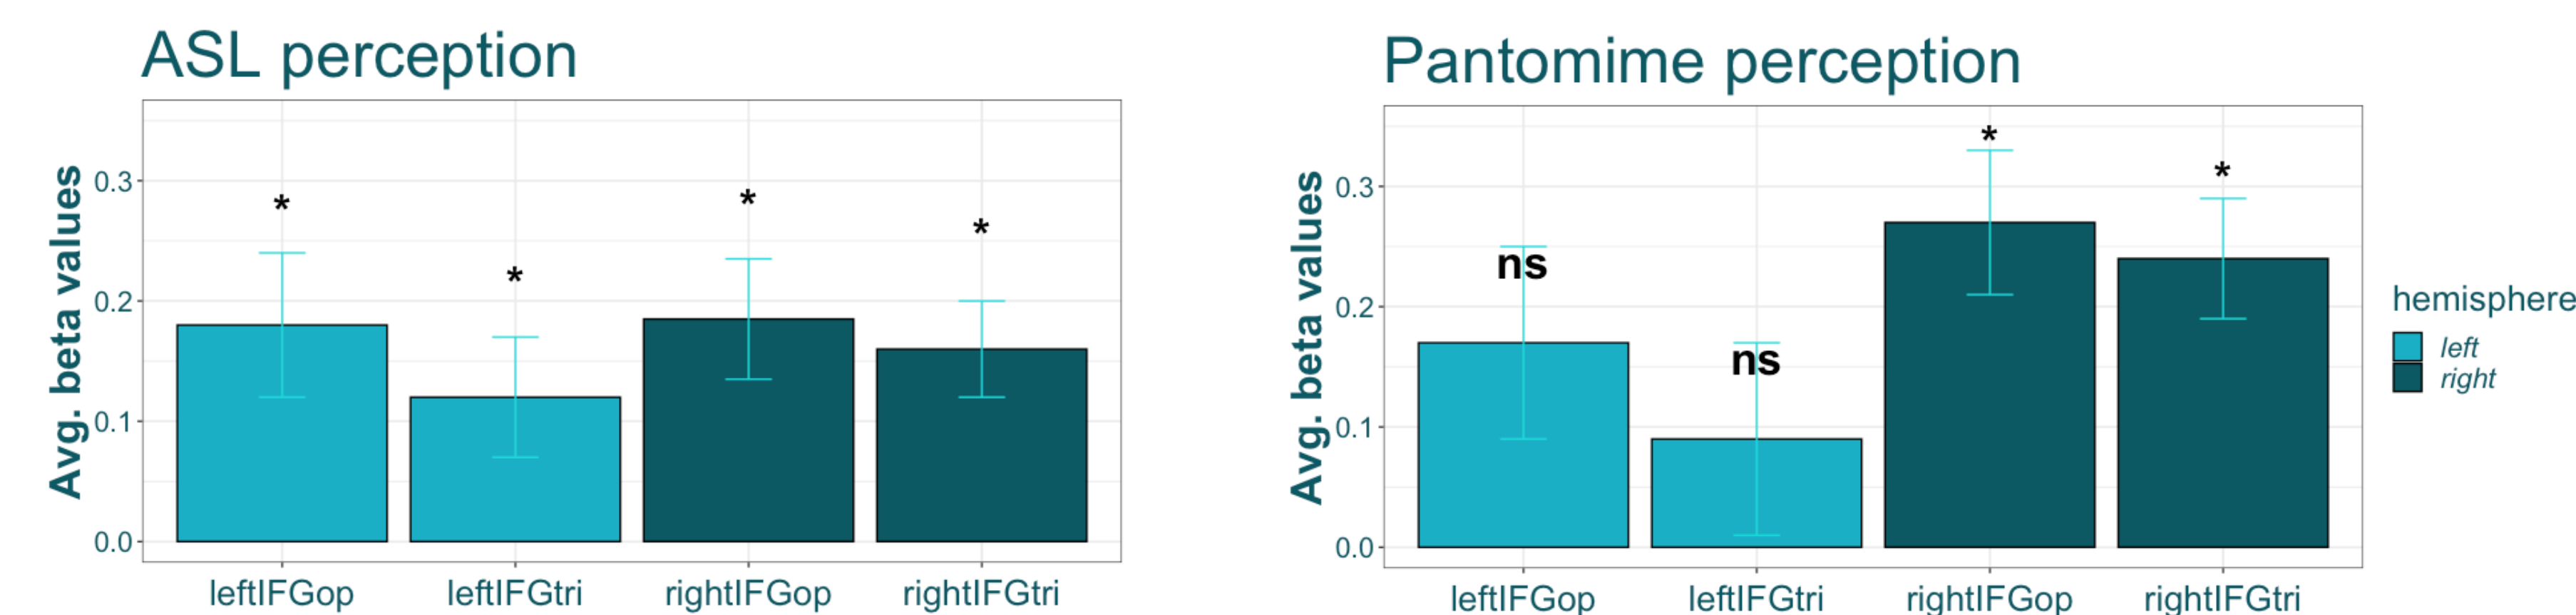 ASL perception
Avg. beta values
0.3
0.2
0.1
0.0
*
*
*
*
leftIFGop
leftIFGtri
rightIFGop
rightIFGtri
Pantomime perception
Avg. beta values
0.3
0.2
0.1
0.0
ns
ns
*
*
leftIFGop
leftIFGtri
rightIFGop
rightIFGtri
hemisphere
left
right